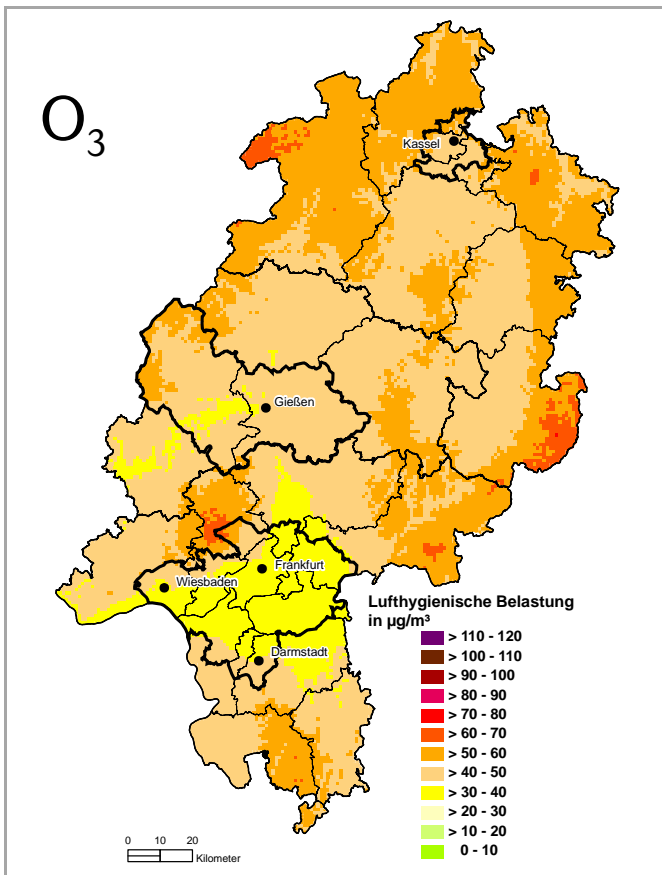 O₃
Kassel
Gießen
Frankfurt
Wiesbaden
Darmstadt
Lufthygienische Belastung
in µg/m³
> 110 - 120
> 100 - 110
> 90 - 100
> 80 - 90
> 70 - 80
> 60 - 70
> 50 - 60
> 40 - 50
> 30 - 40
> 20 - 30
> 10 - 20
0 - 10
0 10 20
Kilometer